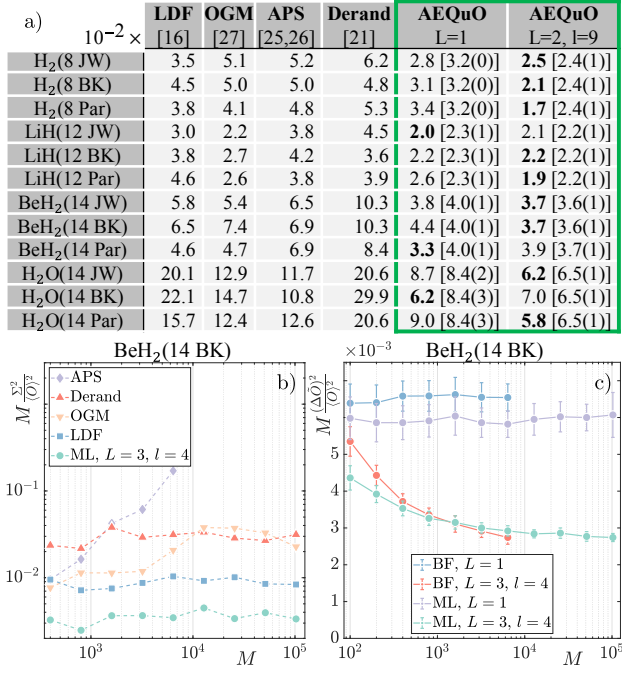 a)
LDF OGM APS Derand AEQuO AEQuO
10⁻² × [16] [27] [25,26] [21] L=1 L=2, l=9
H₂(8 JW) 3.5 5.1 5.2 6.2 2.8 [3.2(0)] 2.5 [2.4(1)]
H₂(8 BK) 4.5 5.0 5.0 4.8 3.1 [3.2(0)] 2.1 [2.4(1)]
H₂(8 Par) 3.8 4.1 4.8 5.3 3.4 [3.2(0)] 1.7 [2.4(1)]
LiH(12 JW) 3.0 2.2 3.8 4.5 2.0 [2.3(1)] 2.1 [2.2(1)]
LiH(12 BK) 3.8 2.7 4.2 3.6 2.2 [2.3(1)] 2.2 [2.2(1)]
LiH(12 Par) 4.6 2.6 3.8 3.9 2.6 [2.3(1)] 1.9 [2.2(1)]
BeH₂(14 JW) 5.8 5.4 6.5 10.3 3.8 [4.0(1)] 3.7 [3.6(1)]
BeH₂(14 BK) 6.5 7.4 6.9 10.3 4.4 [4.0(1)] 3.7 [3.6(1)]
BeH₂(14 Par) 4.6 4.7 6.9 8.4 3.3 [4.0(1)] 3.9 [3.7(1)]
H₂O(14 JW) 20.1 12.9 11.7 20.6 8.7 [8.4(2)] 6.2 [6.5(1)]
H₂O(14 BK) 22.1 14.7 10.8 29.9 6.2 [8.4(3)] 7.0 [6.5(1)]
H₂O(14 Par) 15.7 12.4 12.6 20.6 9.0 [8.4(3)] 5.8 [6.5(1)]
BeH₂(14 BK)
b)
M Σ²/⟨O⟩²
APS
Derand
OGM
LDF
ML, L = 3, l = 4
10⁻¹
10⁻²
10³ 10⁴ 10⁵
M
BeH₂(14 BK)
×10⁻³
c)
M (ΔÕ)²/⟨O⟩²
7
6
5
4
3
2
1
0
BF, L = 1
BF, L = 3, l = 4
ML, L = 1
ML, L = 3, l = 4
10² 10³ 10⁴ 10⁵
M